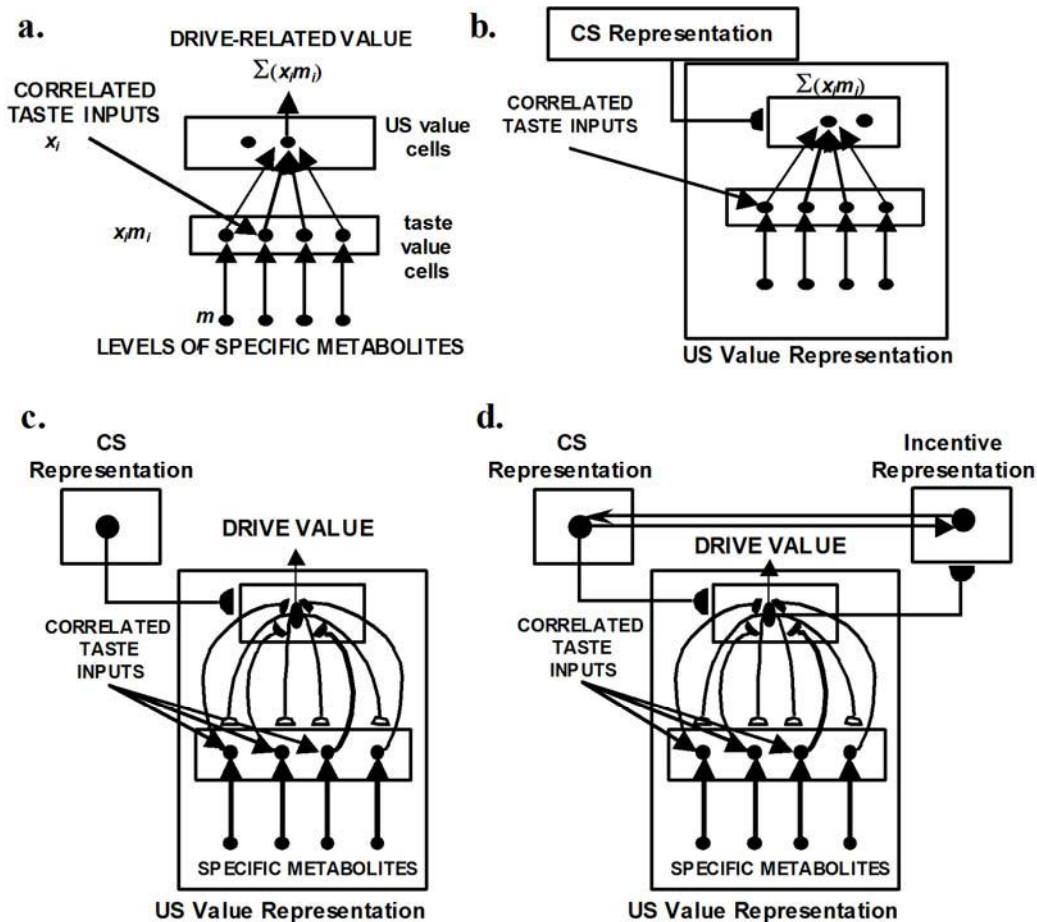 a.
DRIVE-RELATED VALUE
Σ(xᵢmᵢ)
CORRELATED
TASTE INPUTS
xᵢ
US value
cells
xᵢmᵢ
taste
value
cells
m
LEVELS OF SPECIFIC METABOLITES
b.
CS Representation
Σ(xᵢmᵢ)
CORRELATED
TASTE INPUTS
US Value Representation
c.
CS
Representation
DRIVE VALUE
CORRELATED
TASTE
INPUTS
SPECIFIC METABOLITES
US Value Representation
d.
CS
Representation
Incentive
Representation
DRIVE VALUE
CORRELATED
TASTE
INPUTS
SPECIFIC METABOLITES
US Value Representation